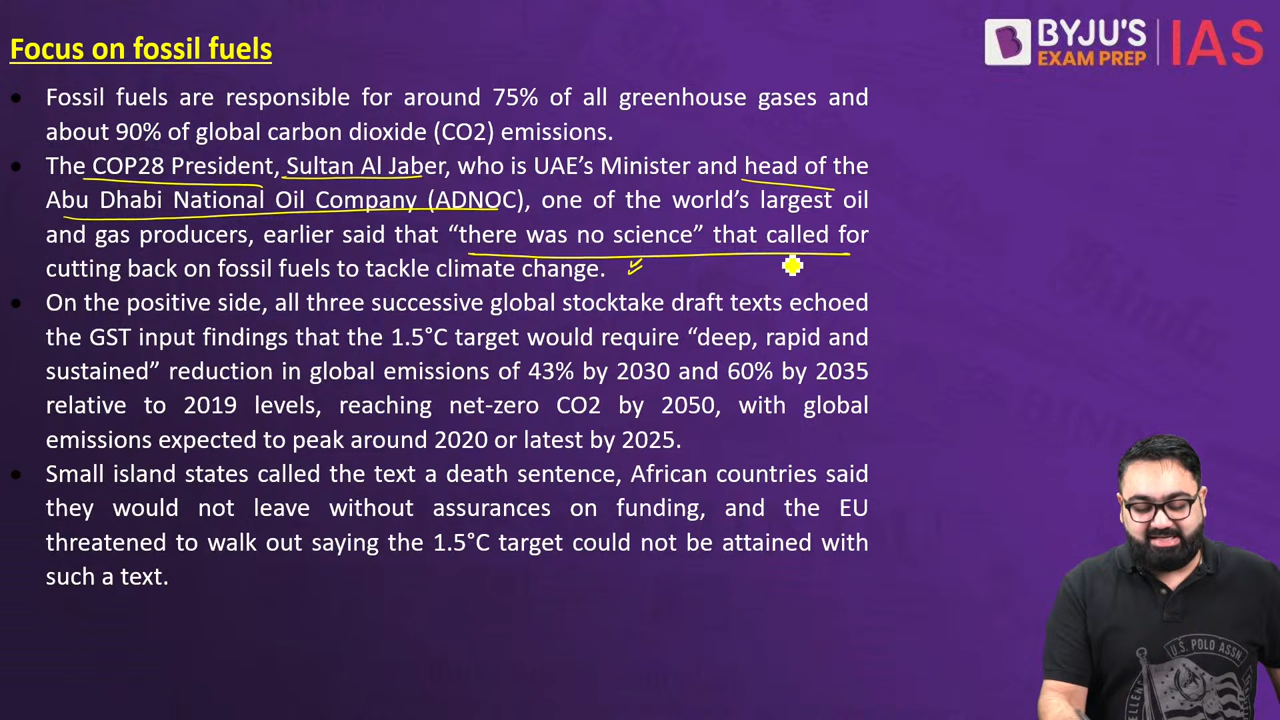 Focus on fossil fuels
BYJU'S
EXAM PREP
IAS
Fossil fuels are responsible for around 75% of all greenhouse gases and
about 90% of global carbon dioxide (CO2) emissions.
The COP28 President, Sultan Al Jaber, who is UAE's Minister and head of the
Abu Dhabi National Oil Company (ADNOC), one of the world's largest oil
and gas producers, earlier said that “there was no science” that called for
cutting back on fossil fuels to tackle climate change.
On the positive side, all three successive global stocktake draft texts echoed
the GST input findings that the 1.5°C target would require “deep, rapid and
sustained” reduction in global emissions of 43% by 2030 and 60% by 2035
relative to 2019 levels, reaching net-zero CO2 by 2050, with global
emissions expected to peak around 2020 or latest by 2025.
Small island states called the text a death sentence, African countries said
they would not leave without assurances on funding, and the EU
threatened to walk out saying the 1.5°C target could not be attained with
such a text.
U.S. POLO ASSN.